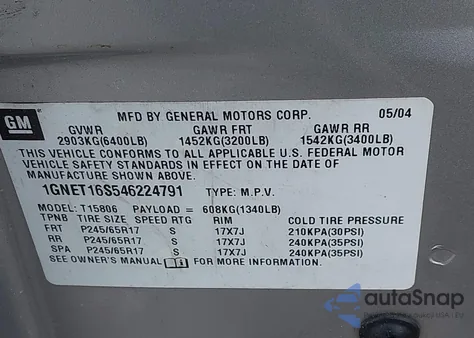 GM
MFD BY GENERAL MOTORS CORP. 05/04
GVWR GAWR FRT GAWR RR
2903KG(6400LB) 1452KG(3200LB) 1542KG(3400LB)
THIS VEHICLE CONFORMS TO ALL APPLICABLE U.S. FEDERAL MOTOR
VEHICLE SAFETY STANDARDS IN EFFECT ON THE DATE OF
MANUFACTURE SHOWN ABOVE.
1GNET16S546224791 TYPE: M.P.V.
MODEL: T15806 PAYLOAD = 608KG(1340LB)
TPNB TIRE SIZE SPEED RTG RIM COLD TIRE PRESSURE
FRT P245/65R17 S 17X7J 210KPA(30PSI)
RR P245/65R17 S 17X7J 240KPA(35PSI)
SPA P245/65R17 S 17X7J 240KPA(35PSI)
SEE OWNER'S MANUAL FOR MORE INFORMATION.
autoSnap